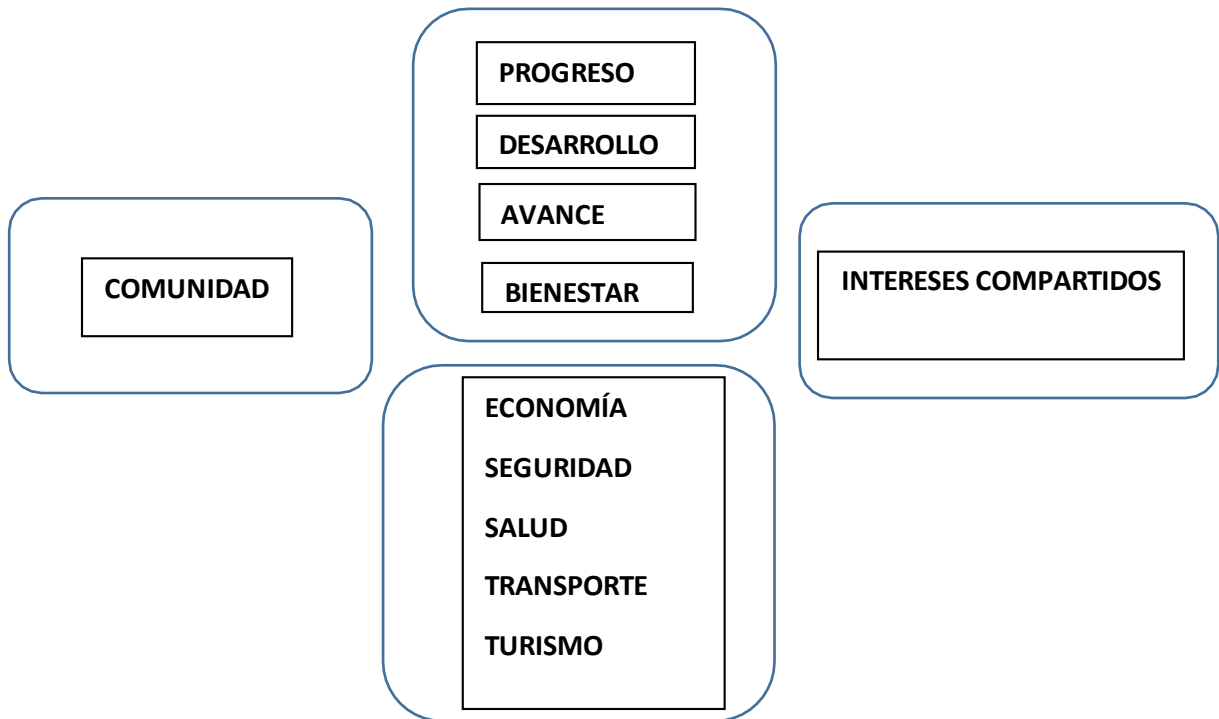 PROGRESO
DESARROLLO
AVANCE
BIENESTAR
COMUNIDAD
INTERESES COMPARTIDOS
ECONOMÍA
SEGURIDAD
SALUD
TRANSPORTE
TURISMO